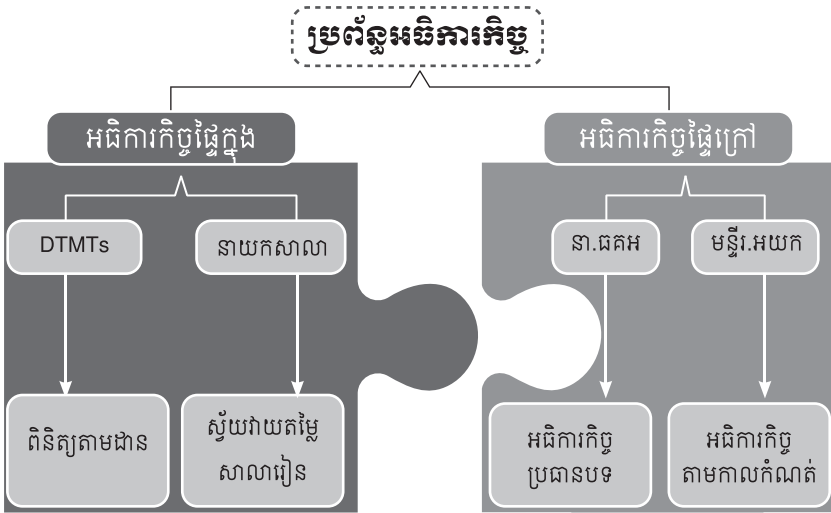 ប្រព័ន្ធអធិការកិច្ច
អធិការកិច្ចផ្ទៃក្នុង
អធិការកិច្ចផ្ទៃក្រៅ
DTMTs
នាយកសាលា
នា.ធគអ
មន្ទីរ.អយក
ពិនិត្យតាមដាន
ស្វ័យវាយតម្លៃ
សាលារៀន
អធិការកិច្ច
ប្រធានបទ
អធិការកិច្ច
តាមកាលកំណត់